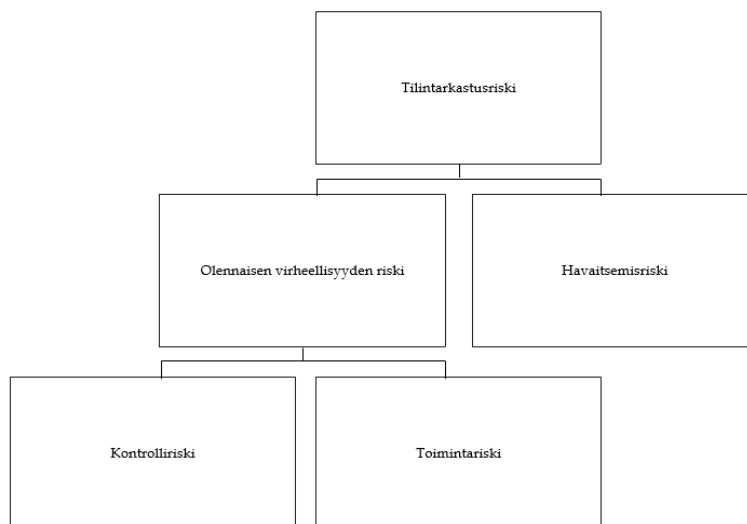 Tilintarkastusriski
Olennaisen virheellisyyden riski
Havaitsemisriski
Kontrolliriski
Toimintariski